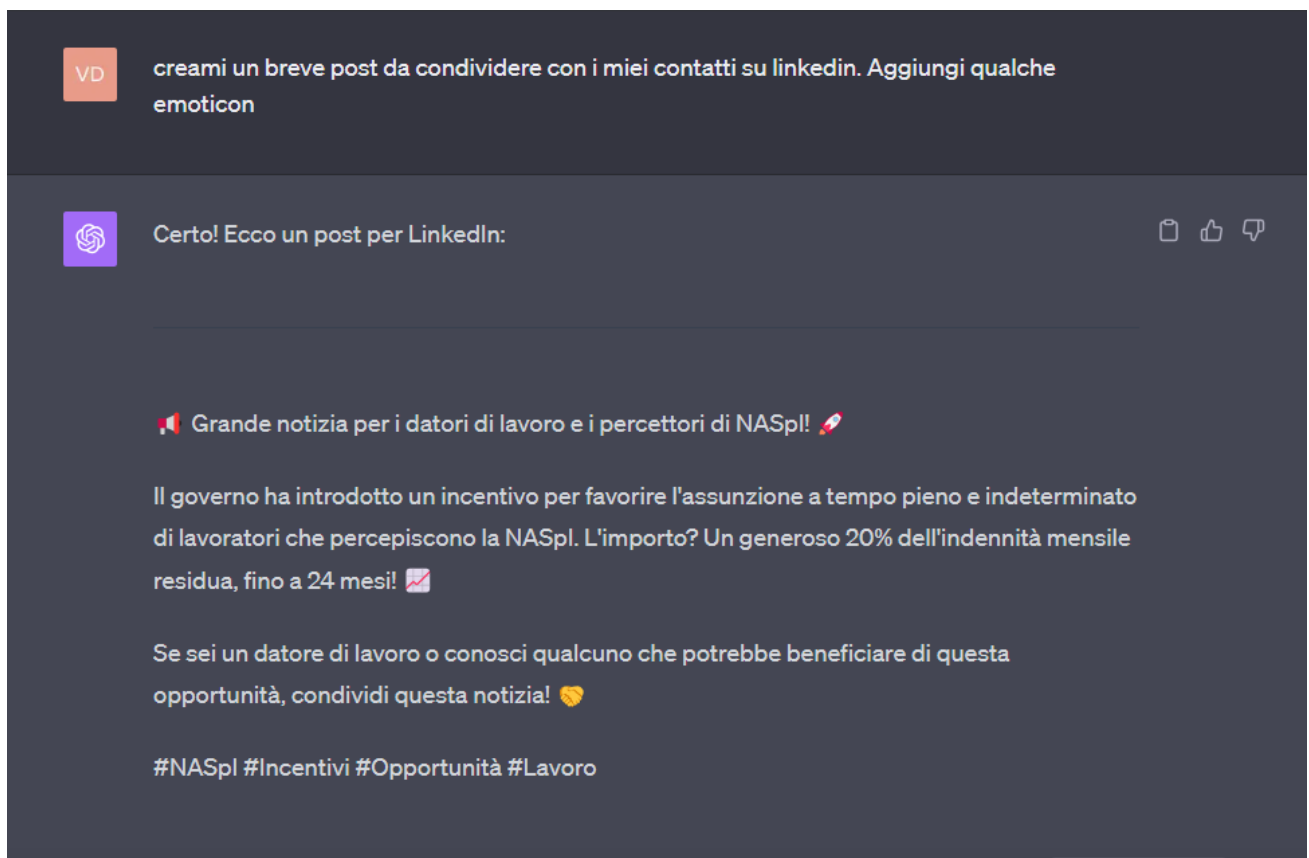 VD
creami un breve post da condividere con i miei contatti su linkedin. Aggiungi qualche
emoticon
Certo! Ecco un post per LinkedIn:
📢 Grande notizia per i datori di lavoro e i percettori di NASpI! 🚀
Il governo ha introdotto un incentivo per favorire l'assunzione a tempo pieno e indeterminato
di lavoratori che percepiscono la NASpI. L'importo? Un generoso 20% dell'indennità mensile
residua, fino a 24 mesi! 📈
Se sei un datore di lavoro o conosci qualcuno che potrebbe beneficiare di questa
opportunità, condividi questa notizia! 🤝
#NASpI #Incentivi #Opportunità #Lavoro